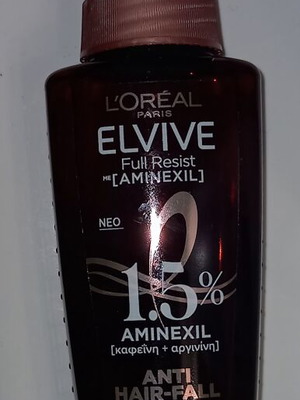 L'ORÉAL
PARIS
ELVIVE
Full Resist
ΜΕ [AMINEXIL]
ΝΕΟ
1.5%
AMINEXIL
[καφεΐνη + αργινίνη]
ANTI
HAIR-FALL